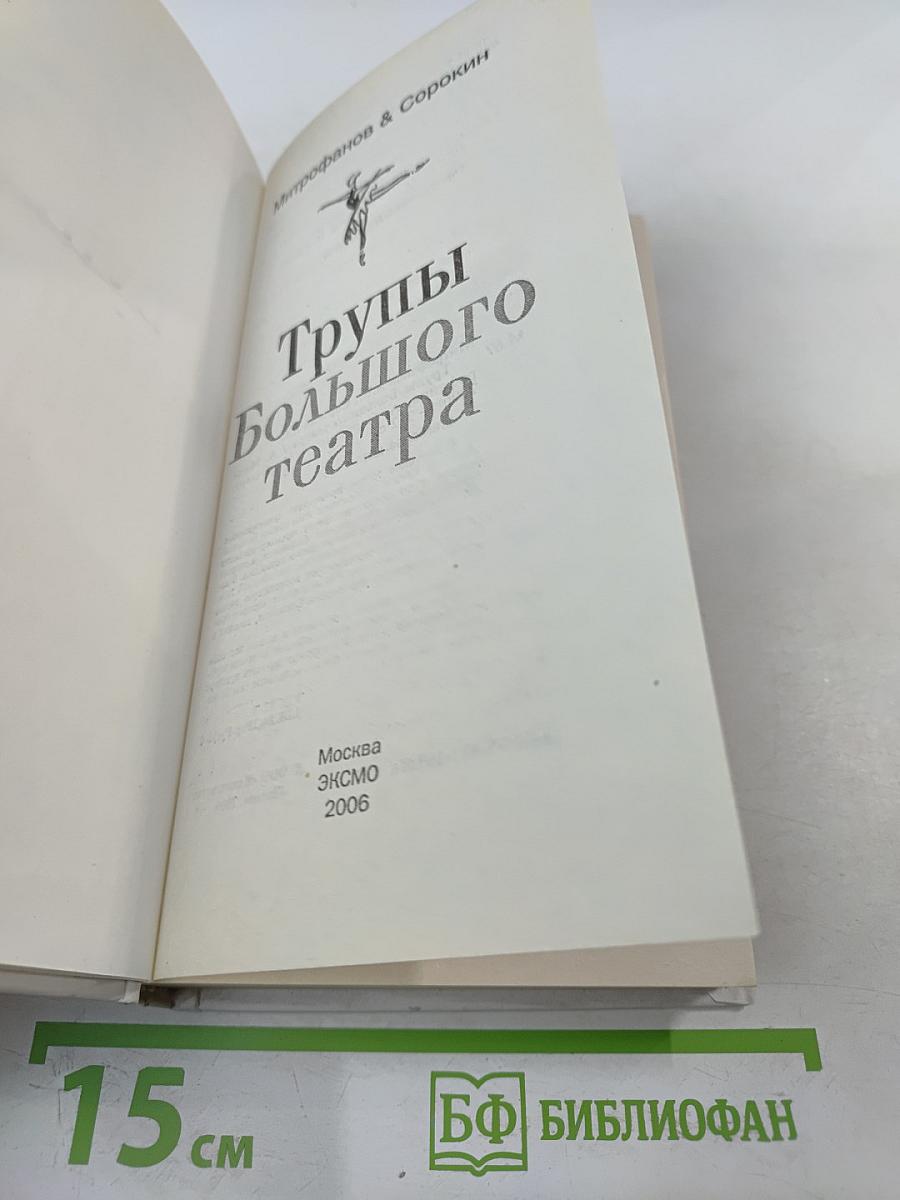 Митрофанов & Сорокин
Трупы
Большого
театра
Москва
ЭКСМО
2006
15 см
БФ БИБЛИОФАН